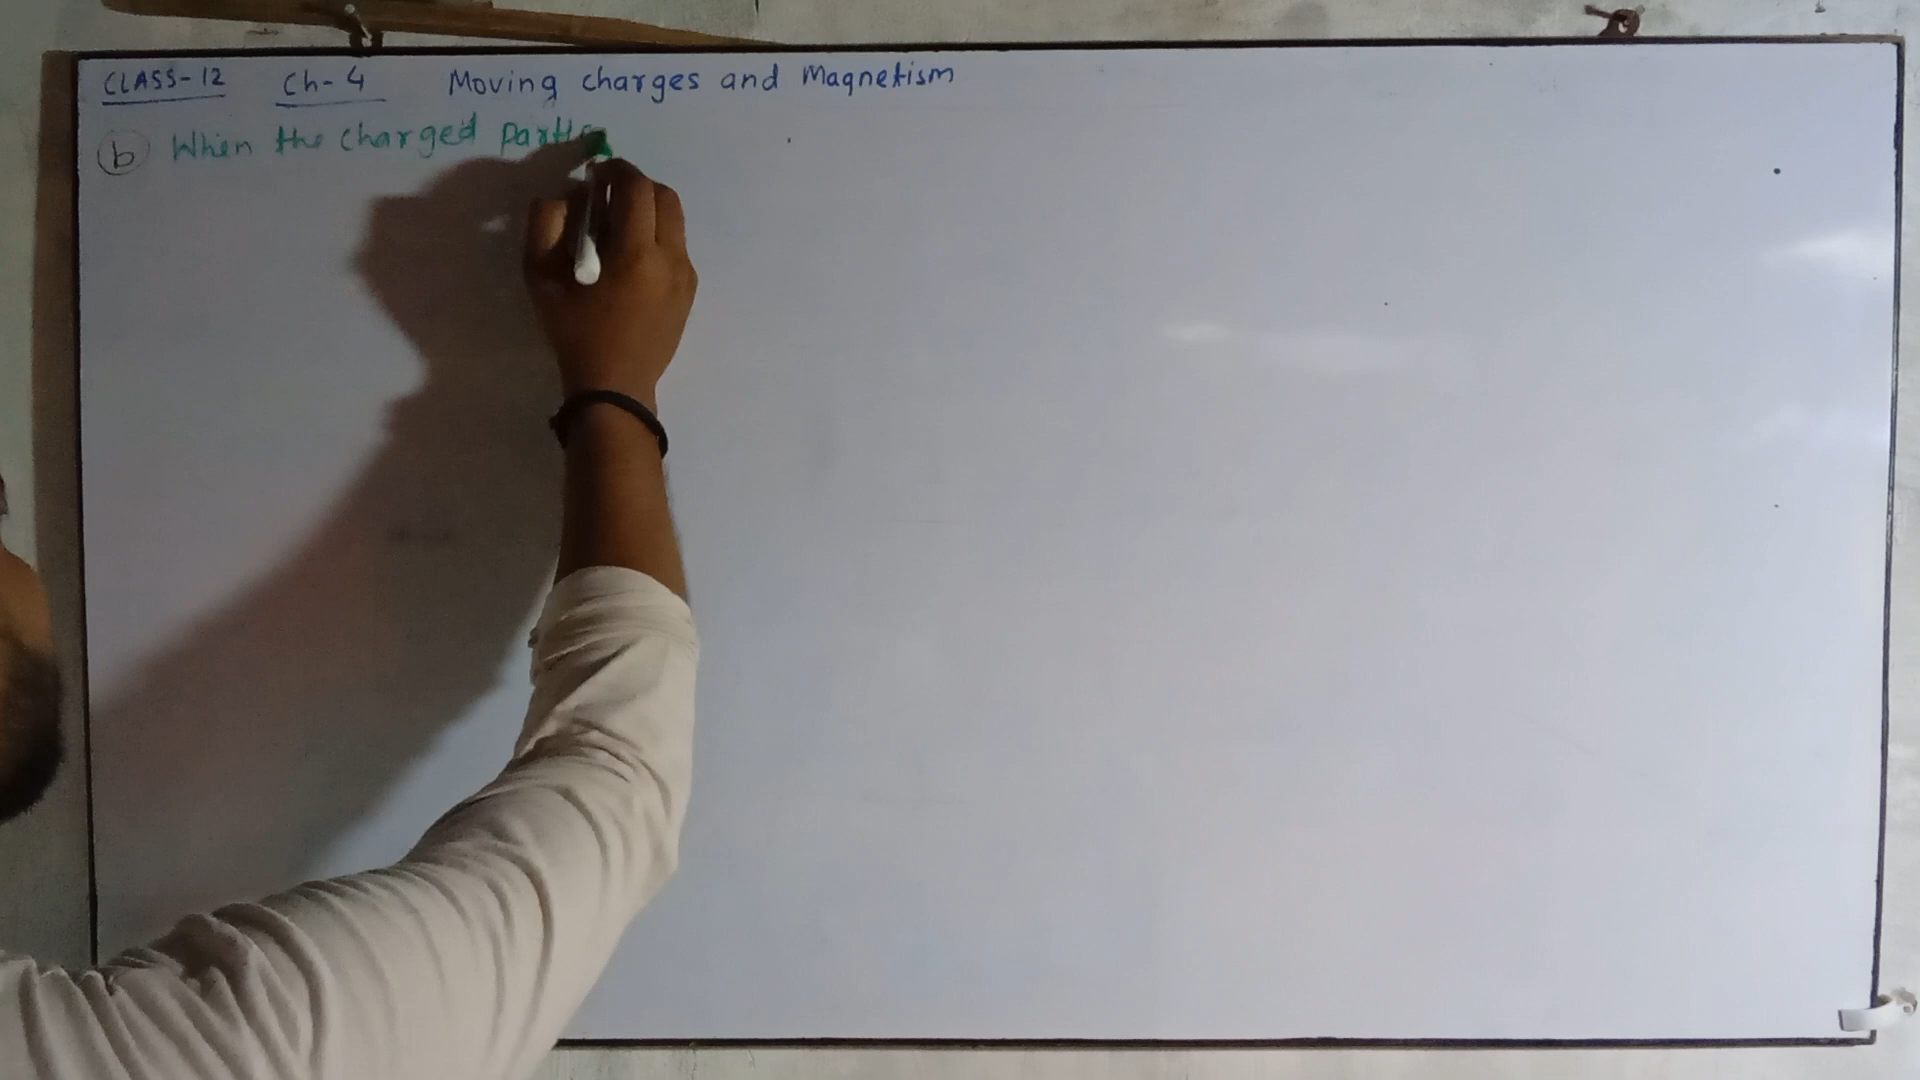 CLASS-12 Ch-4 Moving charges and Magnetism
(b) When the charged